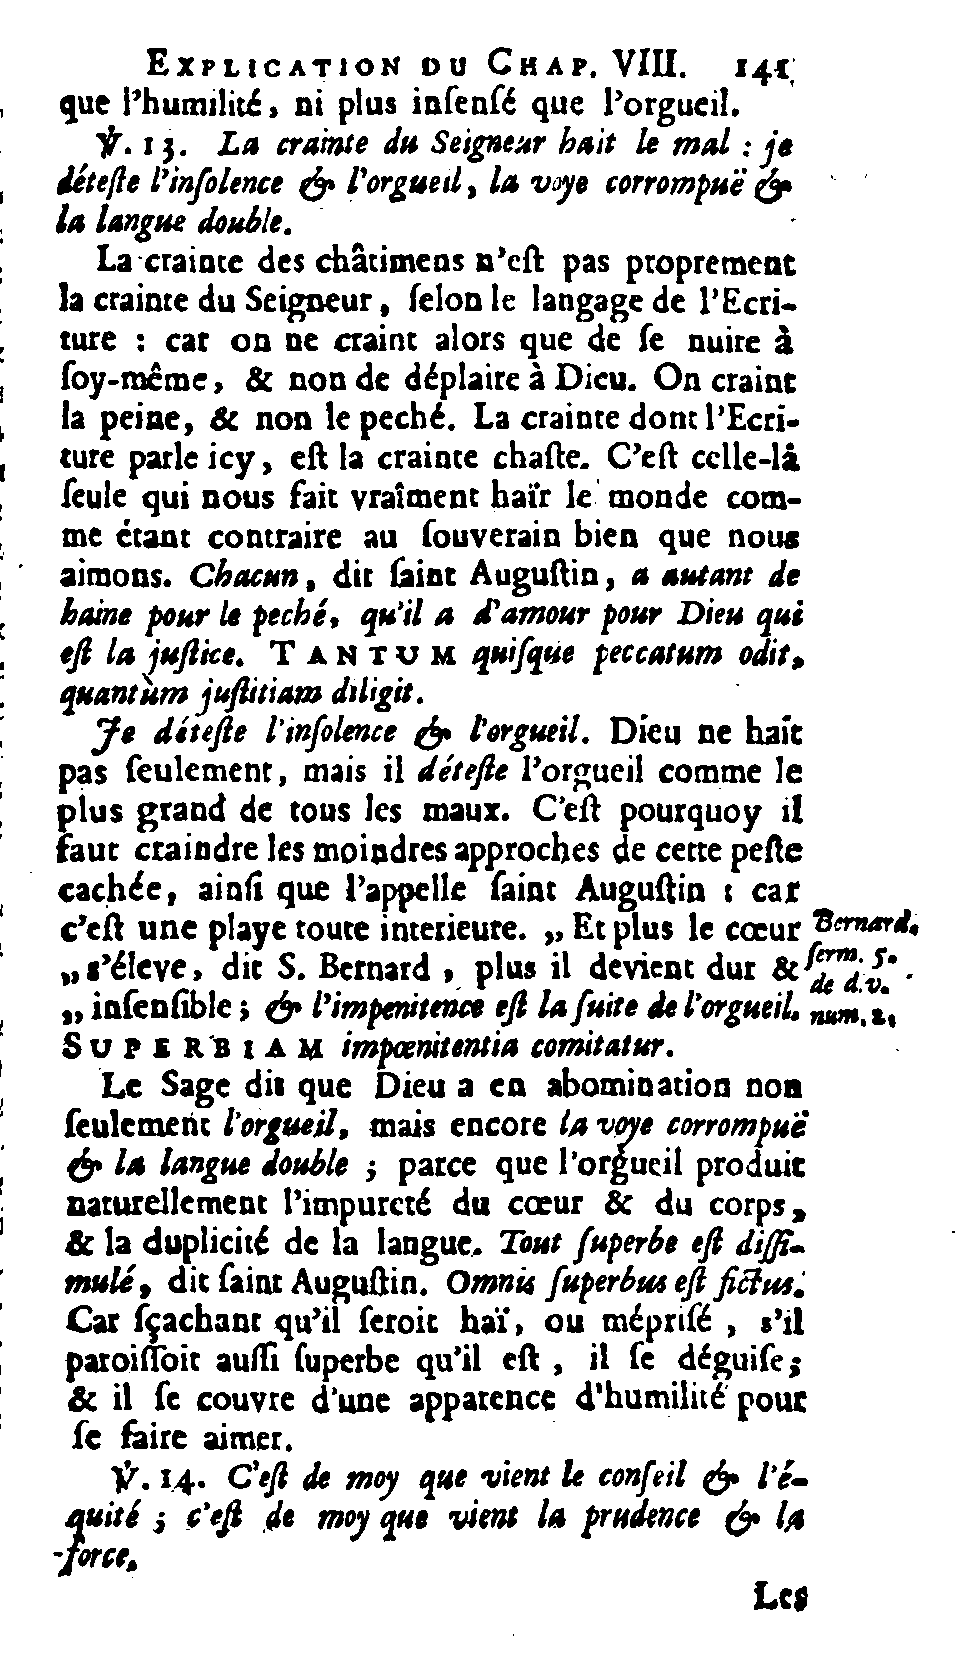 EXPLICATION DU CHAP. VIII. 141
que l'humilité, ni plus inſenſé que l'orgueil.
℣. 13. La crainte du Seigneur hait le mal : je
déteſte l'inſolence & l'orgueil, la voye corrompuë &
la langue double.
La crainte des châtimens n'eſt pas proprement
la crainte du Seigneur, ſelon le langage de l'Ecri-
ture : car on ne craint alors que de ſe nuire à
ſoy-même, & non de déplaire à Dieu. On craint
la peine, & non le peché. La crainte dont l'Ecri-
ture parle icy, eſt la crainte chaſte. C'eſt celle-là
ſeule qui nous fait vraîment haïr le monde com-
me étant contraire au ſouverain bien que nous
aimons. Chacun, dit ſaint Auguſtin, a autant de
haine pour le peché, qu'il a d'amour pour Dieu qui
eſt la juſtice. TANTUM quiſque peccatum odit,
quantùm juſtitiam diligit.
Je déteſte l'inſolence & l'orgueil. Dieu ne hait
pas ſeulement, mais il déteſte l'orgueil comme le
plus grand de tous les maux. C'eſt pourquoy il
faut craindre les moindres approches de cette peſte
cachée, ainſi que l'appelle ſaint Auguſtin : car
c'eſt une playe toute interieure. „ Et plus le cœur
„ s'éleve, dit S. Bernard, plus il devient dur &
„ inſenſible ; & l'impenitence eſt la ſuite de l'orgueil.
Bernard.
ſerm. 5.
de d.v.
num. 2.
SUPERBIAM impœnitentia comitatur.
Le Sage dit que Dieu a en abomination non
ſeulement l'orgueil, mais encore la voye corrompuë
& la langue double ; parce que l'orgueil produit
naturellement l'impureté du cœur & du corps,
& la duplicité de la langue. Tout ſuperbe eſt diſſi-
mulé, dit ſaint Auguſtin. Omnis ſuperbus eſt fictus.
Car ſçachant qu'il ſeroit haï, ou mépriſé, s'il
paroiſſoit auſſi ſuperbe qu'il eſt, il ſe déguiſe ;
& il ſe couvre d'une apparence d'humilité pour
ſe faire aimer.
℣. 14. C'eſt de moy que vient le conſeil & l'é-
quité ; c'eſt de moy que vient la prudence & la
force.
Les